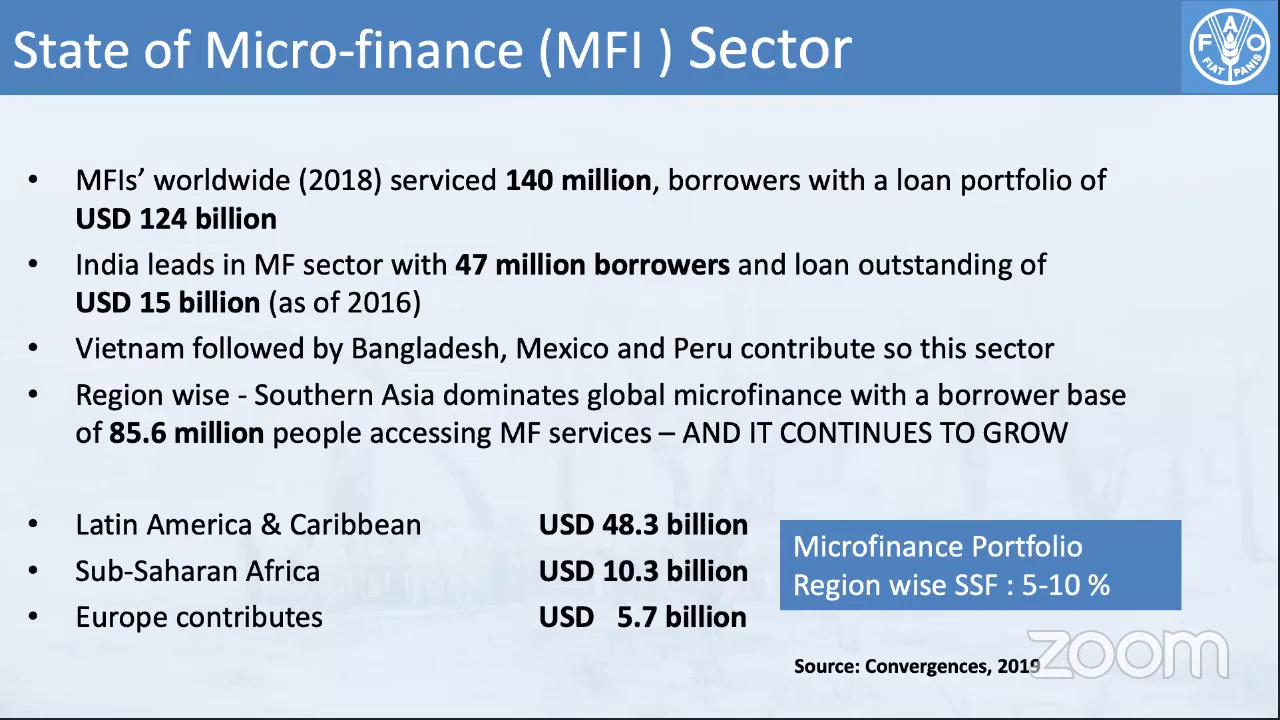 State of Micro-finance (MFI ) Sector
F A O
FIAT PANIS
• MFIs’ worldwide (2018) serviced 140 million, borrowers with a loan portfolio of
USD 124 billion
• India leads in MF sector with 47 million borrowers and loan outstanding of
USD 15 billion (as of 2016)
• Vietnam followed by Bangladesh, Mexico and Peru contribute so this sector
• Region wise - Southern Asia dominates global microfinance with a borrower base
of 85.6 million people accessing MF services – AND IT CONTINUES TO GROW
• Latin America & Caribbean USD 48.3 billion
• Sub-Saharan Africa USD 10.3 billion
• Europe contributes USD 5.7 billion
Microfinance Portfolio
Region wise SSF : 5-10 %
Source: Convergences, 2019
zoom